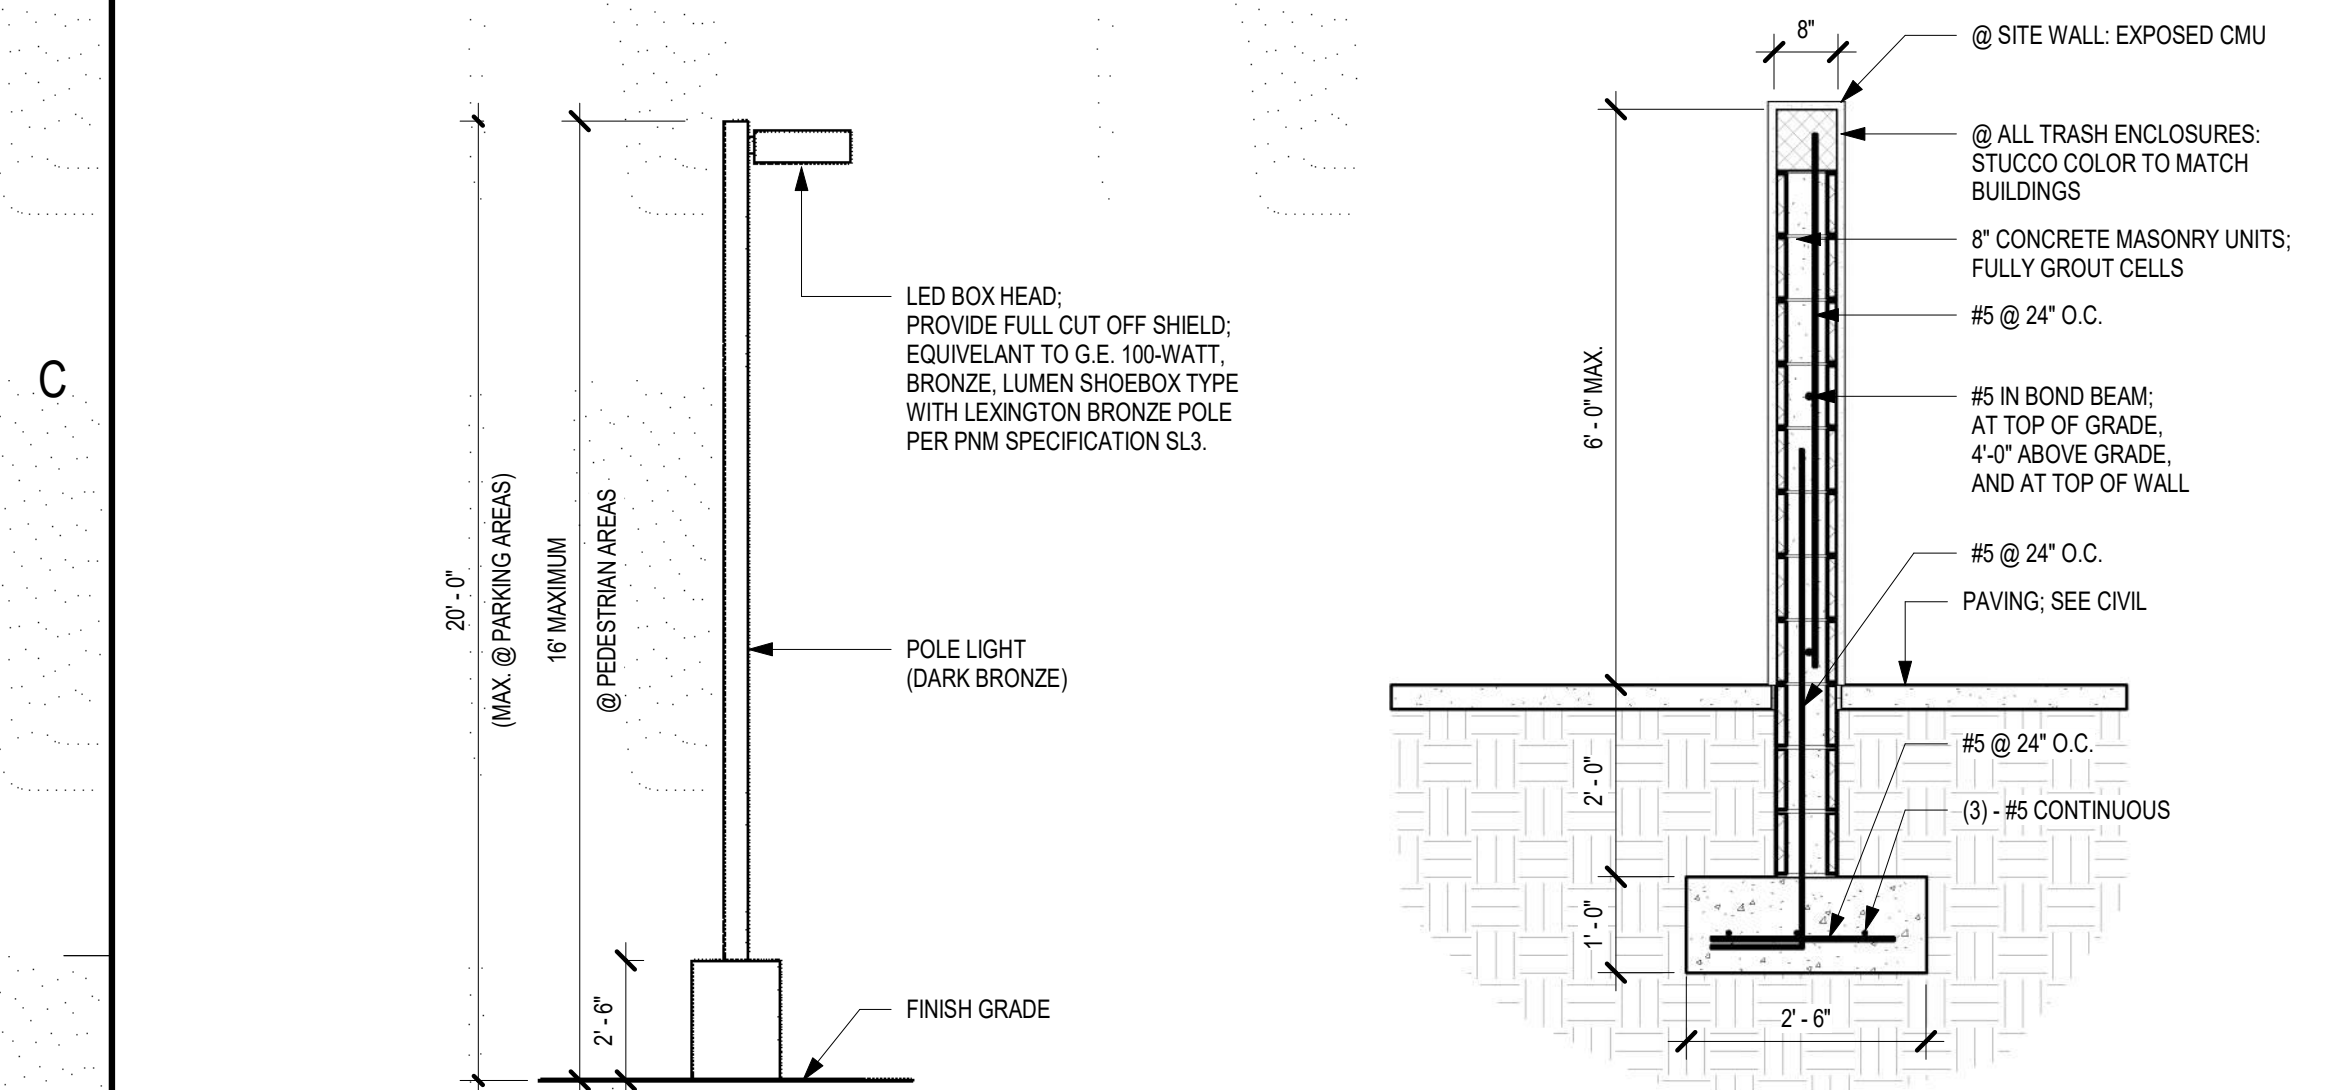 C
20' - 0"
(MAX. @ PARKING AREAS)
16' MAXIMUM
@ PEDESTRIAN AREAS
2' - 6"
LED BOX HEAD;
PROVIDE FULL CUT OFF SHIELD;
EQUIVELANT TO G.E. 100-WATT,
BRONZE, LUMEN SHOEBOX TYPE
WITH LEXINGTON BRONZE POLE
PER PNM SPECIFICATION SL3.
POLE LIGHT
(DARK BRONZE)
FINISH GRADE
8"
6' - 0" MAX.
2' - 0"
1' - 0"
2' - 6"
@ SITE WALL: EXPOSED CMU
@ ALL TRASH ENCLOSURES:
STUCCO COLOR TO MATCH
BUILDINGS
8" CONCRETE MASONRY UNITS;
FULLY GROUT CELLS
#5 @ 24" O.C.
#5 IN BOND BEAM;
AT TOP OF GRADE,
4'-0" ABOVE GRADE,
AND AT TOP OF WALL
#5 @ 24" O.C.
PAVING; SEE CIVIL
#5 @ 24" O.C.
(3) - #5 CONTINUOUS